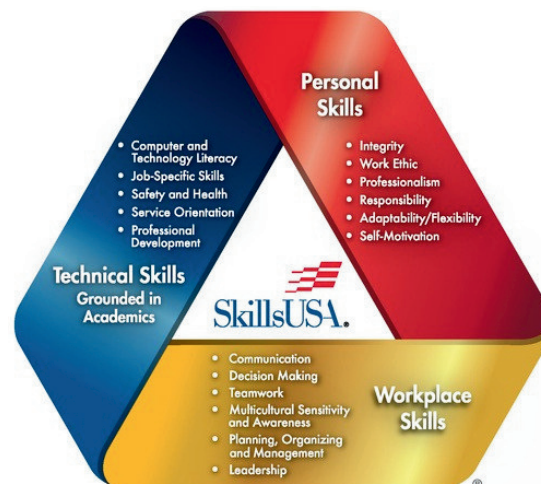 Personal
Skills
• Integrity
• Work Ethic
• Professionalism
• Responsibility
• Adaptability/Flexibility
• Self-Motivation
• Computer and
Technology Literacy
• Job-Specific Skills
• Safety and Health
• Service Orientation
• Professional
Development
Technical Skills
Grounded in
Academics
SkillsUSA®
• Communication
• Decision Making
• Teamwork
• Multicultural Sensitivity
and Awareness
• Planning, Organizing
and Management
• Leadership
Workplace
Skills
®